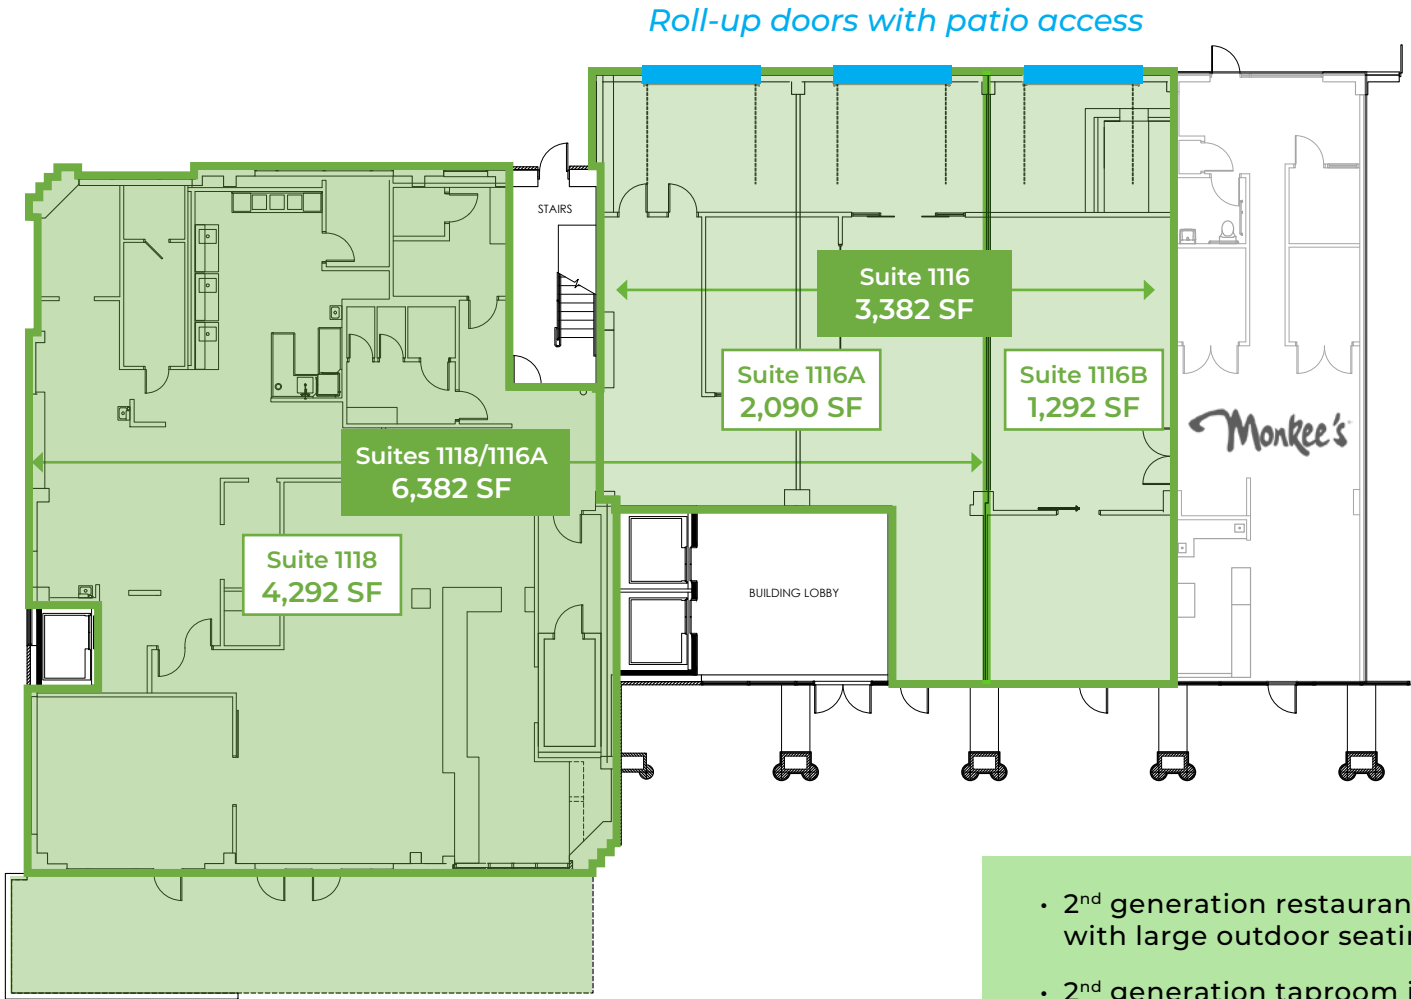 Roll-up doors with patio access
STAIRS
Suite 1116
3,382 SF
Suite 1116A
2,090 SF
Suite 1116B
1,292 SF
Monkee's
Suites 1118/1116A
6,382 SF
Suite 1118
4,292 SF
BUILDING LOBBY
• 2nd generation restauran
with large outdoor seatin
• 2nd generation taproom i